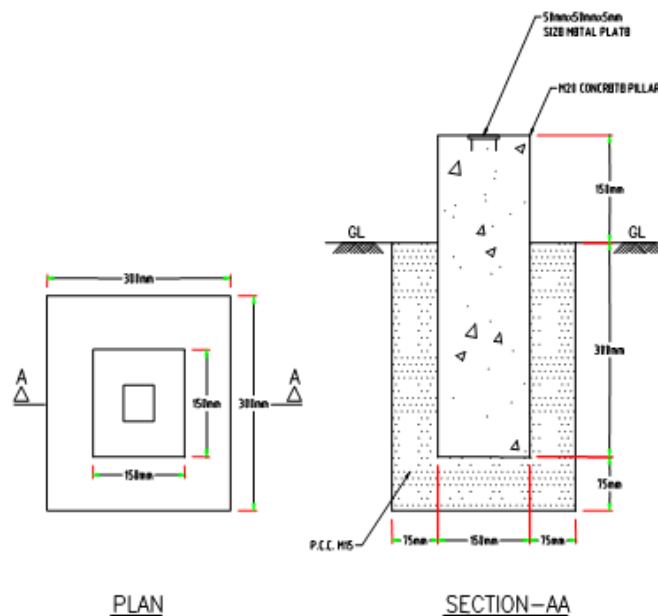 50mmx50mmx5mm
SIZE METAL PLATE
M20 CONCRETE PILLAR
150mm
GL
GL
300mm
300mm
A
A
150mm
300mm
150mm
75mm
P.C.C. M15
75mm
150mm
75mm
PLAN
SECTION-AA